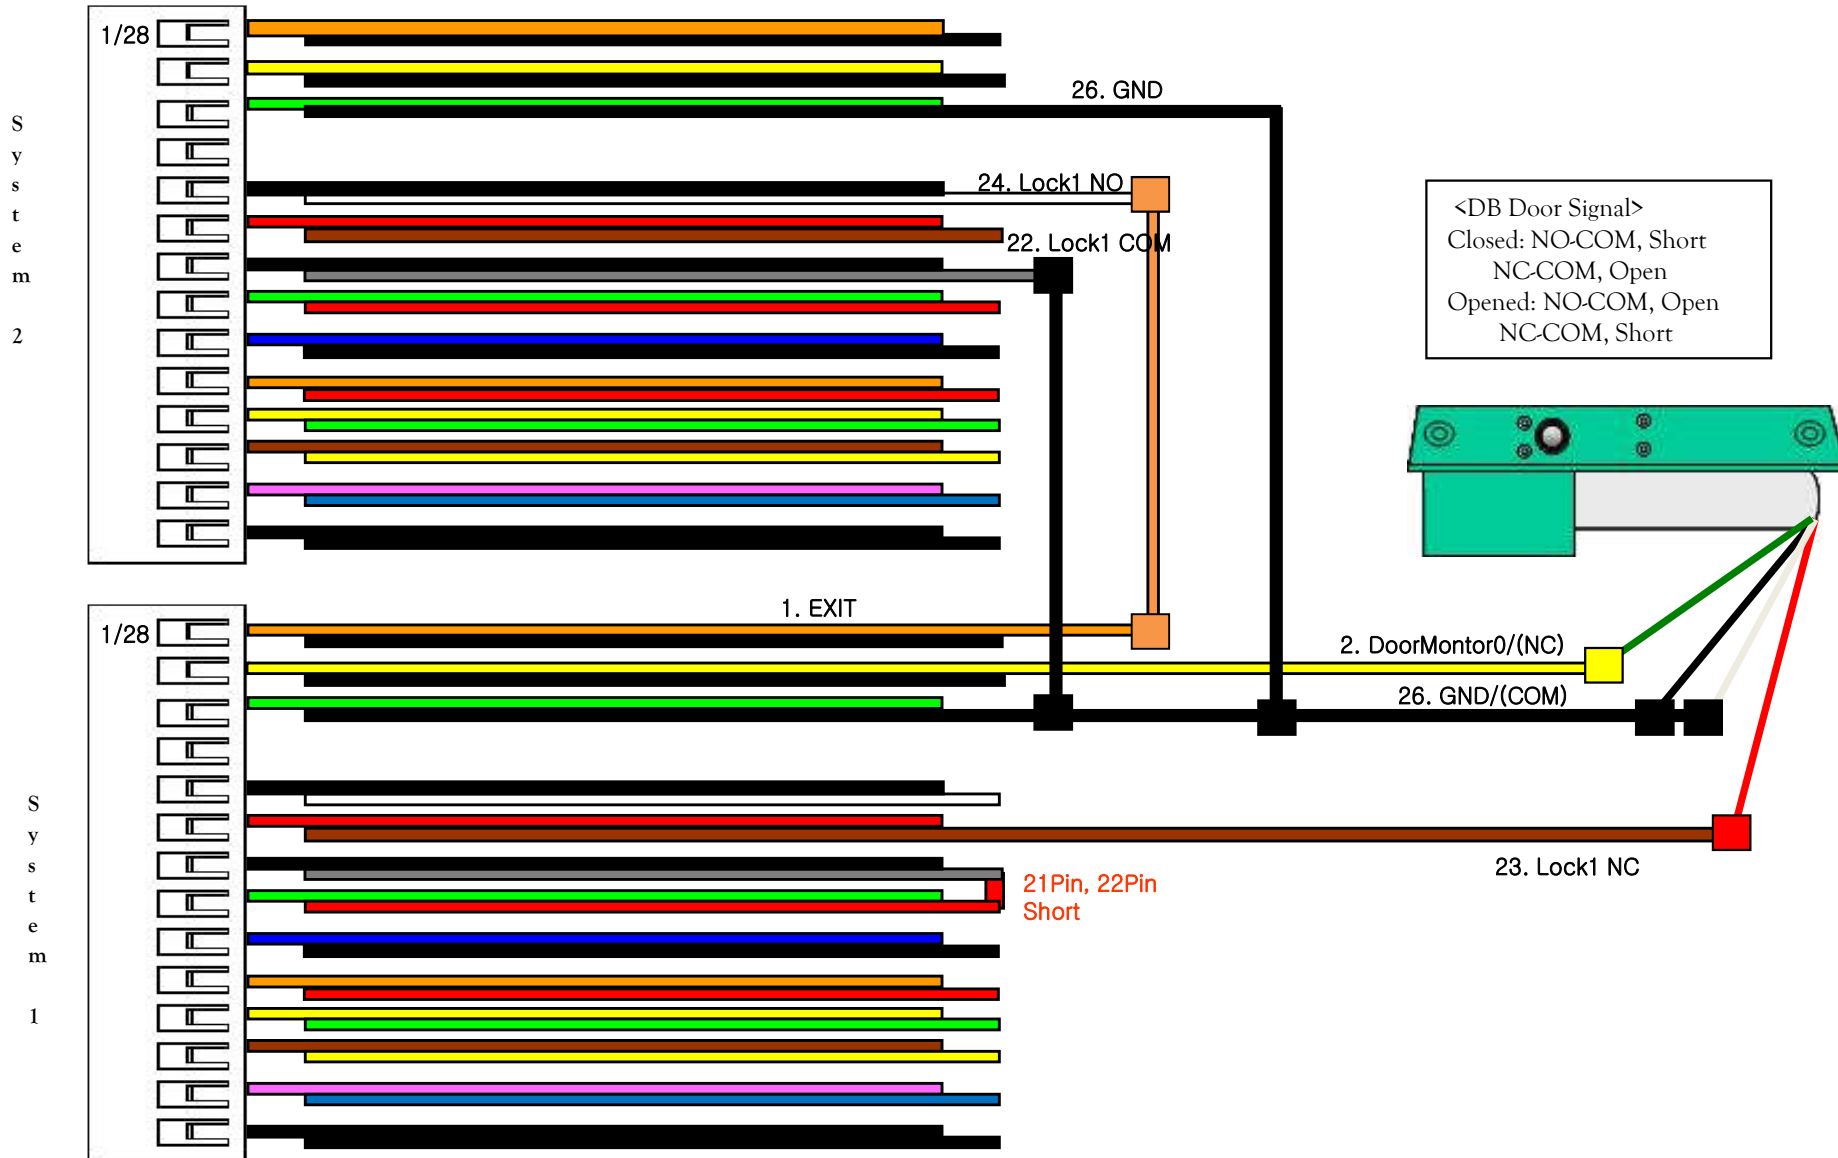 1/28
System 2
26. GND
24. Lock1 NO
22. Lock1 COM
<DB Door Signal>
Closed: NO-COM, Short
NC-COM, Open
Opened: NO-COM, Open
NC-COM, Short
1/28
System 1
1. EXIT
2. DoorMontor0/(NC)
26. GND/(COM)
23. Lock1 NC
21Pin, 22Pin
Short